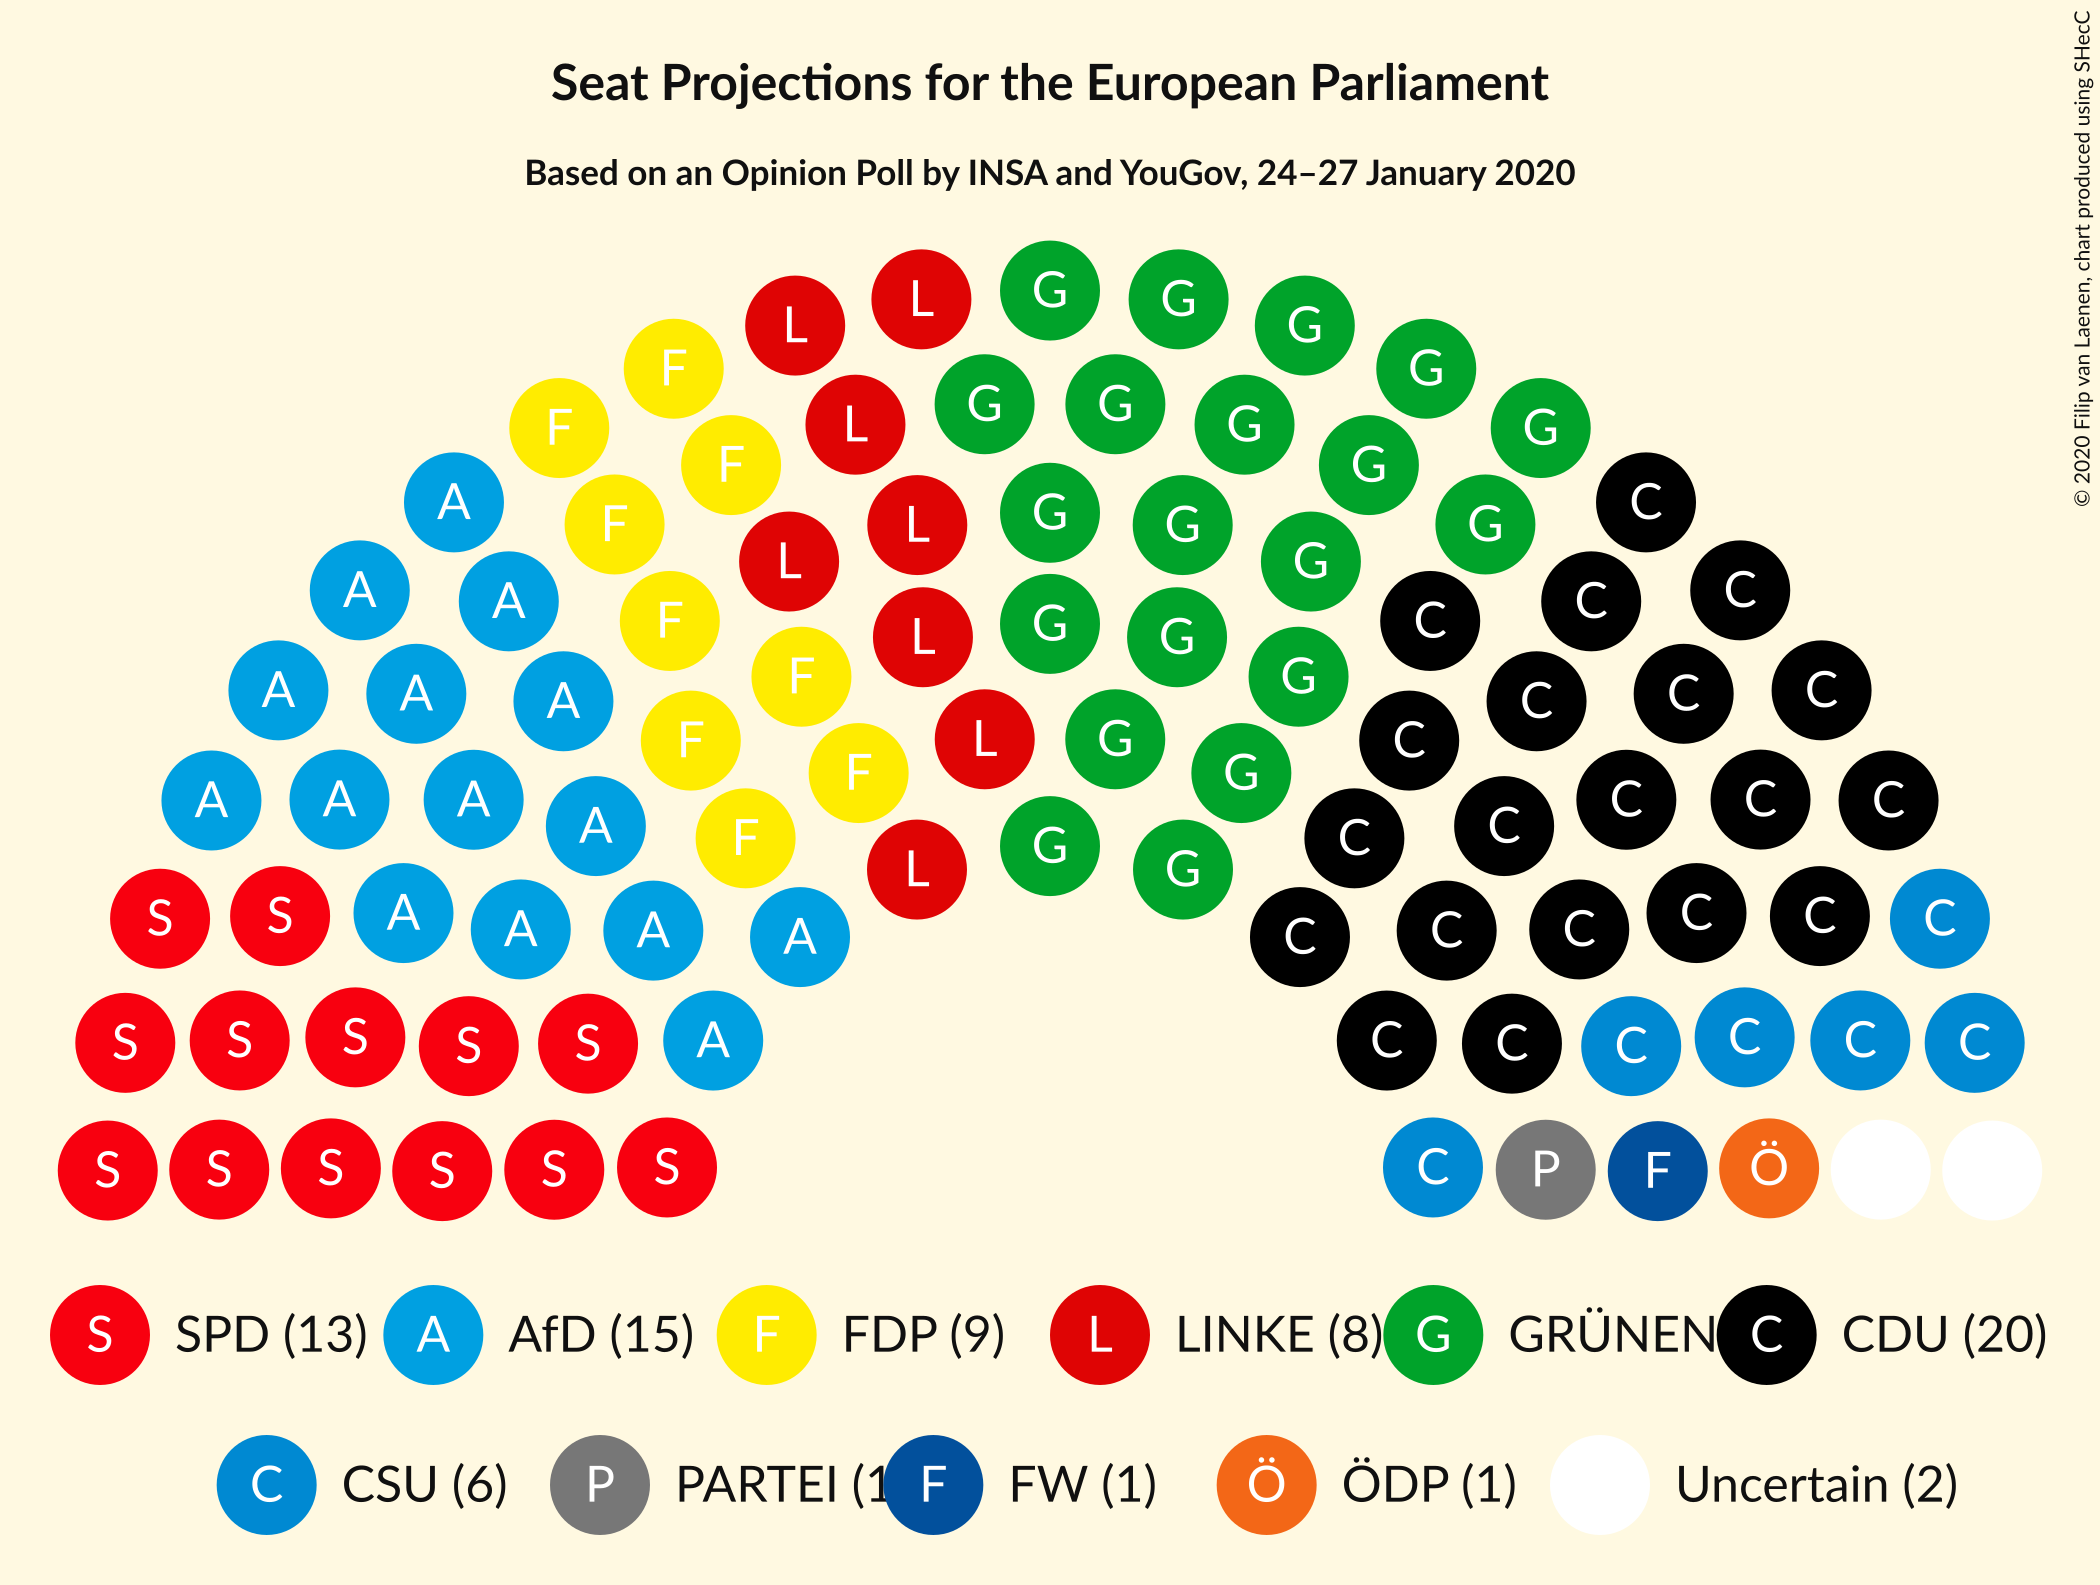 Seat Projections for the European Parliament
Based on an Opinion Poll by INSA and YouGov, 24–27 January 2020
© 2020 Filip van Laenen, chart produced using SHecC
L L G G G
F L G G G G
F F L G G G G G
A F L G G G G C
A A F L G G G C C C
A A A F F L G G C C C C
A A A A F L G G C C C C C
S S A A A A F L G G C C C C C C
S S S S S A C C C C C C
S S S S S S C P F Ö
S SPD (13) A AfD (15) F FDP (9) L LINKE (8) G GRÜNEN C CDU (20)
C CSU (6) P PARTEI (1 F FW (1) Ö ÖDP (1) Uncertain (2)